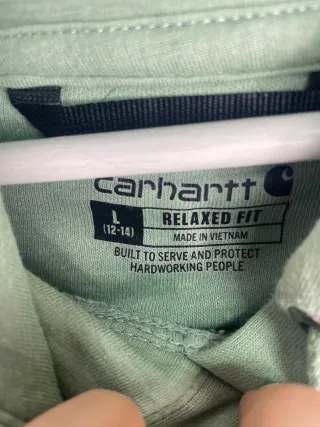 carhartt
L
(12-14)
RELAXED FIT
MADE IN VIETNAM
BUILT TO SERVE AND PROTECT
HARDWORKING PEOPLE